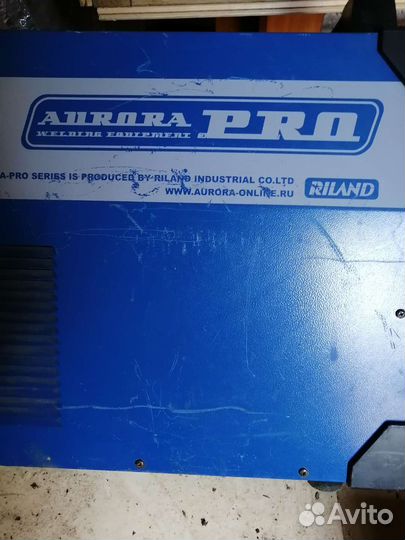 AURORA PRO
WELDING EQUIPMENT
A-PRO SERIES IS PRODUCED BY RILAND INDUSTRIAL CO.LTD
WWW.AURORA-ONLINE.RU
RILAND
Avito